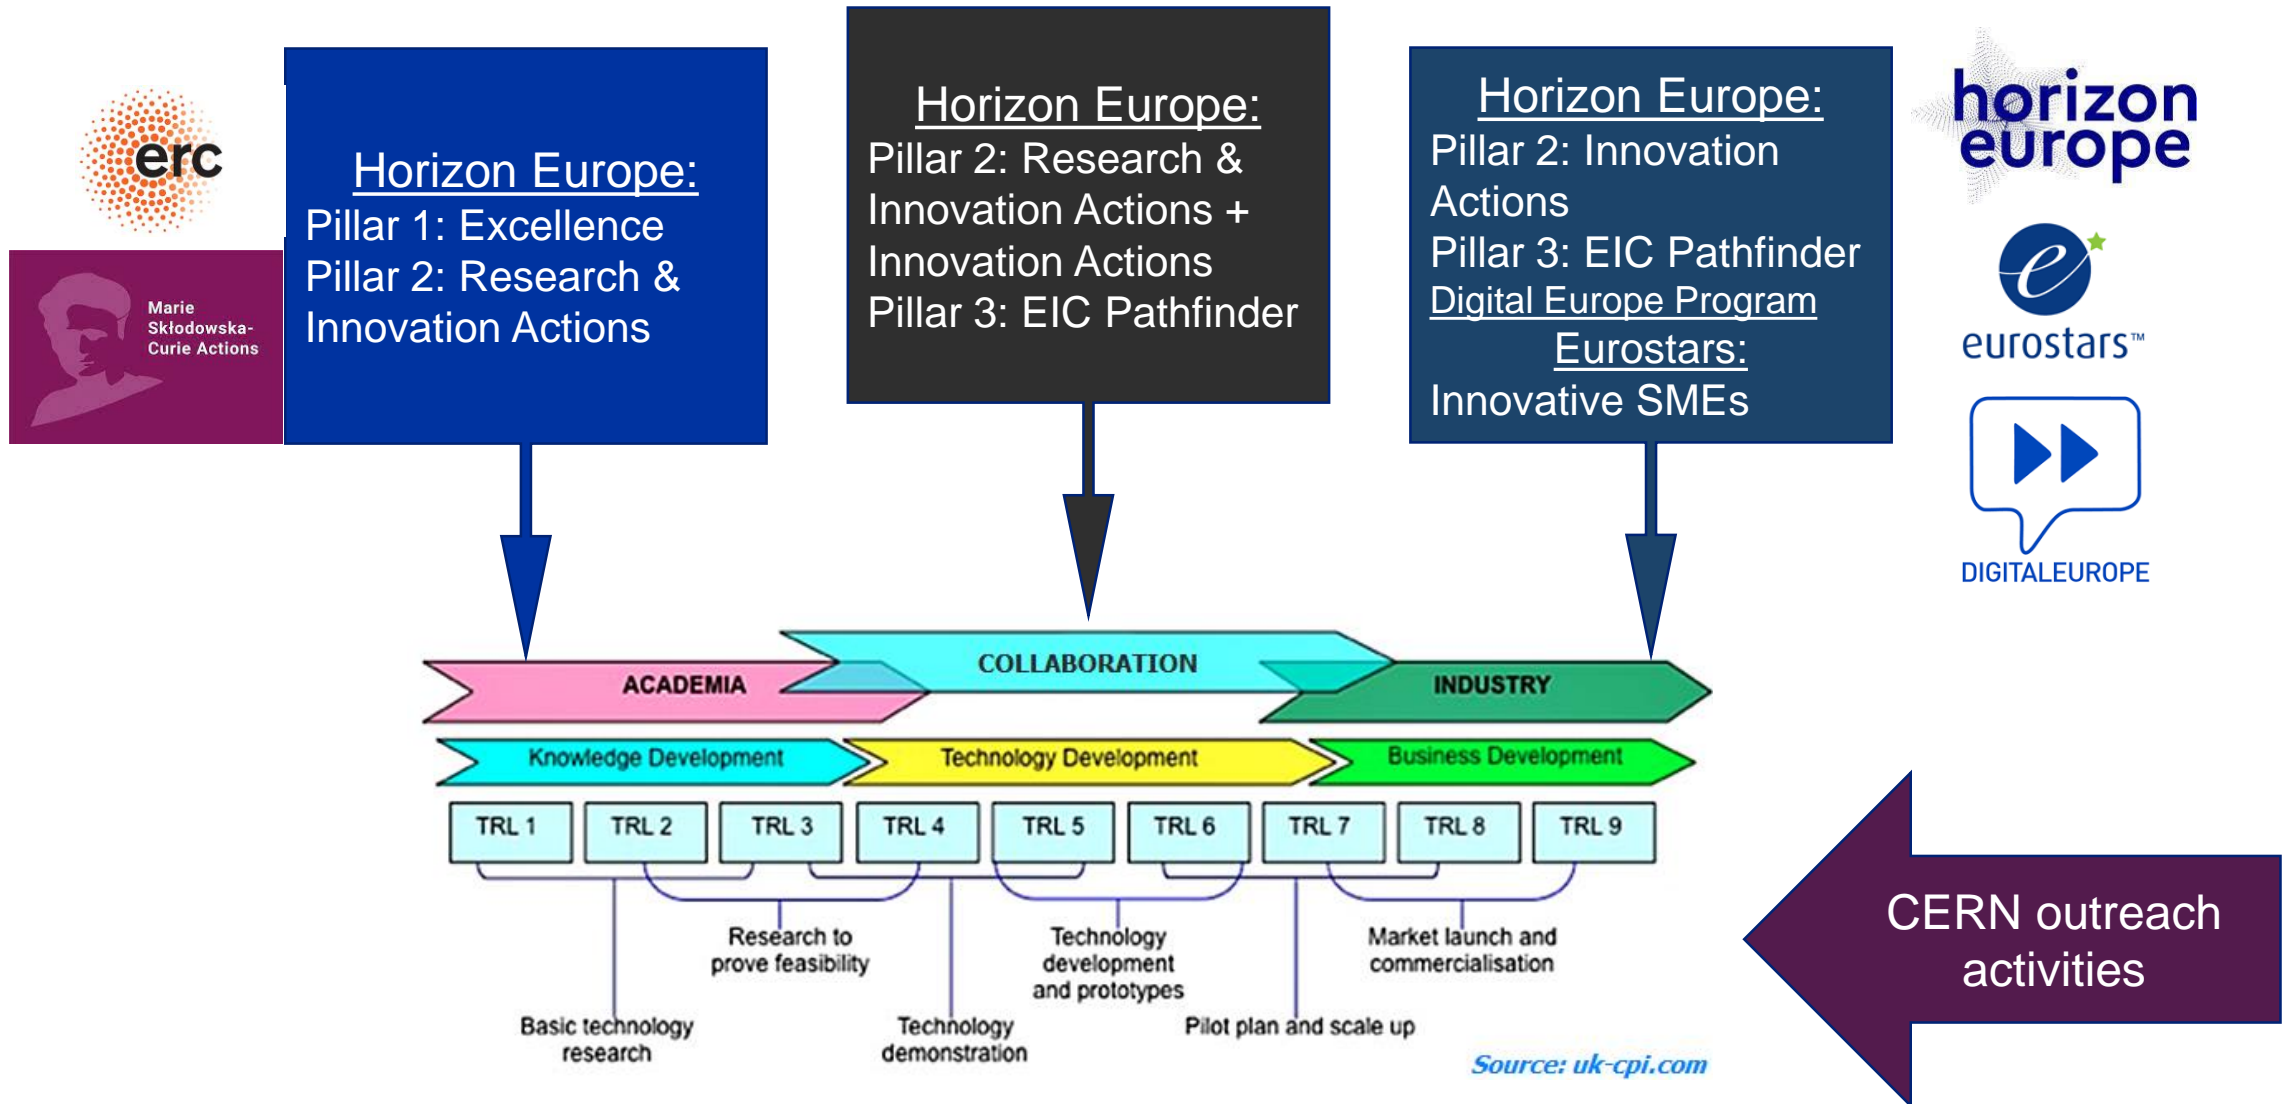 erc
Marie
Skłodowska-
Curie Actions
Horizon Europe:
Pillar 1: Excellence
Pillar 2: Research &
Innovation Actions
Horizon Europe:
Pillar 2: Research &
Innovation Actions +
Innovation Actions
Pillar 3: EIC Pathfinder
Horizon Europe:
Pillar 2: Innovation
Actions
Pillar 3: EIC Pathfinder
Digital Europe Program
Eurostars:
Innovative SMEs
horizon
europe
e
eurostars™
DIGITALEUROPE
ACADEMIA
COLLABORATION
INDUSTRY
Knowledge Development
Technology Development
Business Development
TRL 1
TRL 2
TRL 3
TRL 4
TRL 5
TRL 6
TRL 7
TRL 8
TRL 9
Research to
prove feasibility
Technology
development
and prototypes
Market launch and
commercialisation
Basic technology
research
Technology
demonstration
Pilot plan and scale up
Source: uk-cpi.com
CERN outreach
activities